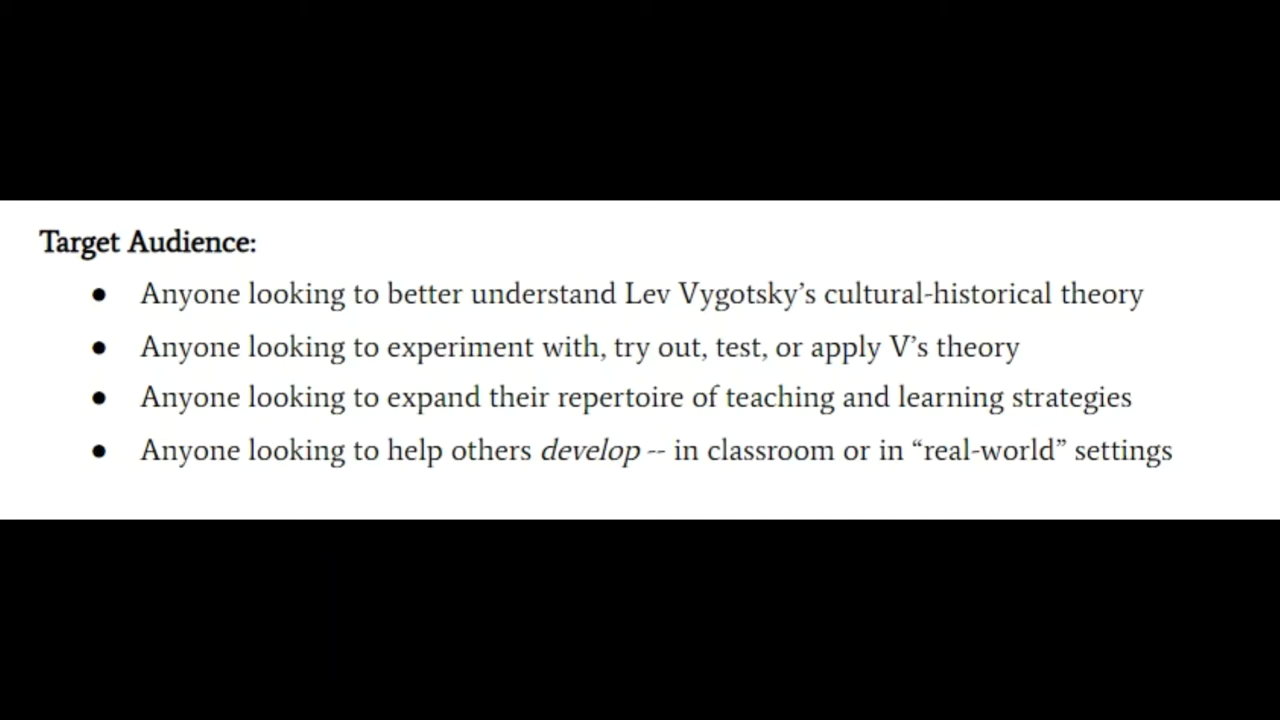 Target Audience:
● Anyone looking to better understand Lev Vygotsky’s cultural-historical theory
● Anyone looking to experiment with, try out, test, or apply V’s theory
● Anyone looking to expand their repertoire of teaching and learning strategies
● Anyone looking to help others develop -- in classroom or in “real-world” settings